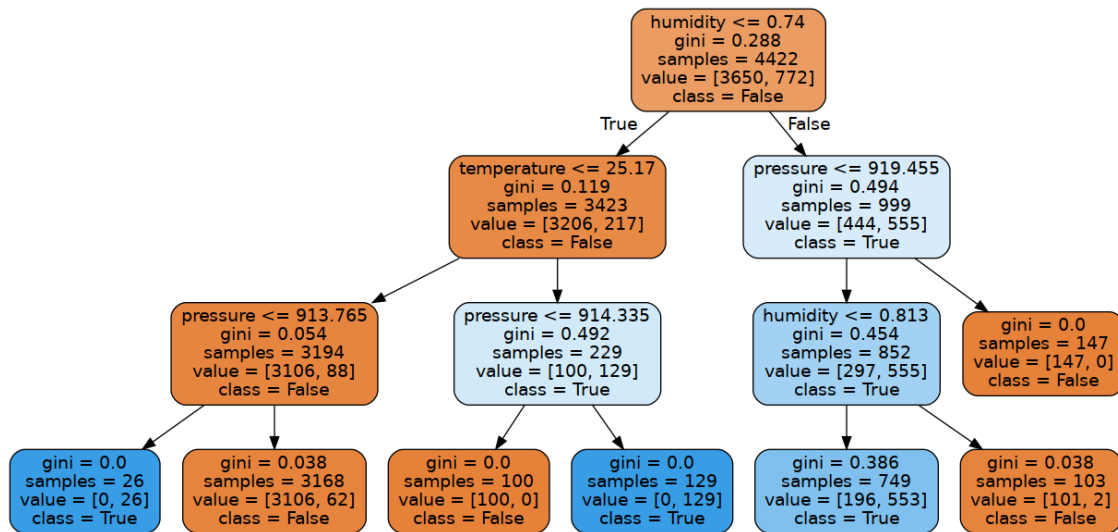 humidity <= 0.74
gini = 0.288
samples = 4422
value = [3650, 772]
class = False
True
False
temperature <= 25.17
gini = 0.119
samples = 3423
value = [3206, 217]
class = False
pressure <= 919.455
gini = 0.494
samples = 999
value = [444, 555]
class = True
pressure <= 913.765
gini = 0.054
samples = 3194
value = [3106, 88]
class = False
pressure <= 914.335
gini = 0.492
samples = 229
value = [100, 129]
class = True
humidity <= 0.813
gini = 0.454
samples = 852
value = [297, 555]
class = True
gini = 0.0
samples = 147
value = [147, 0]
class = False
gini = 0.0
samples = 26
value = [0, 26]
class = True
gini = 0.038
samples = 3168
value = [3106, 62]
class = False
gini = 0.0
samples = 100
value = [100, 0]
class = False
gini = 0.0
samples = 129
value = [0, 129]
class = True
gini = 0.386
samples = 749
value = [196, 553]
class = True
gini = 0.038
samples = 103
value = [101, 2]
class = False